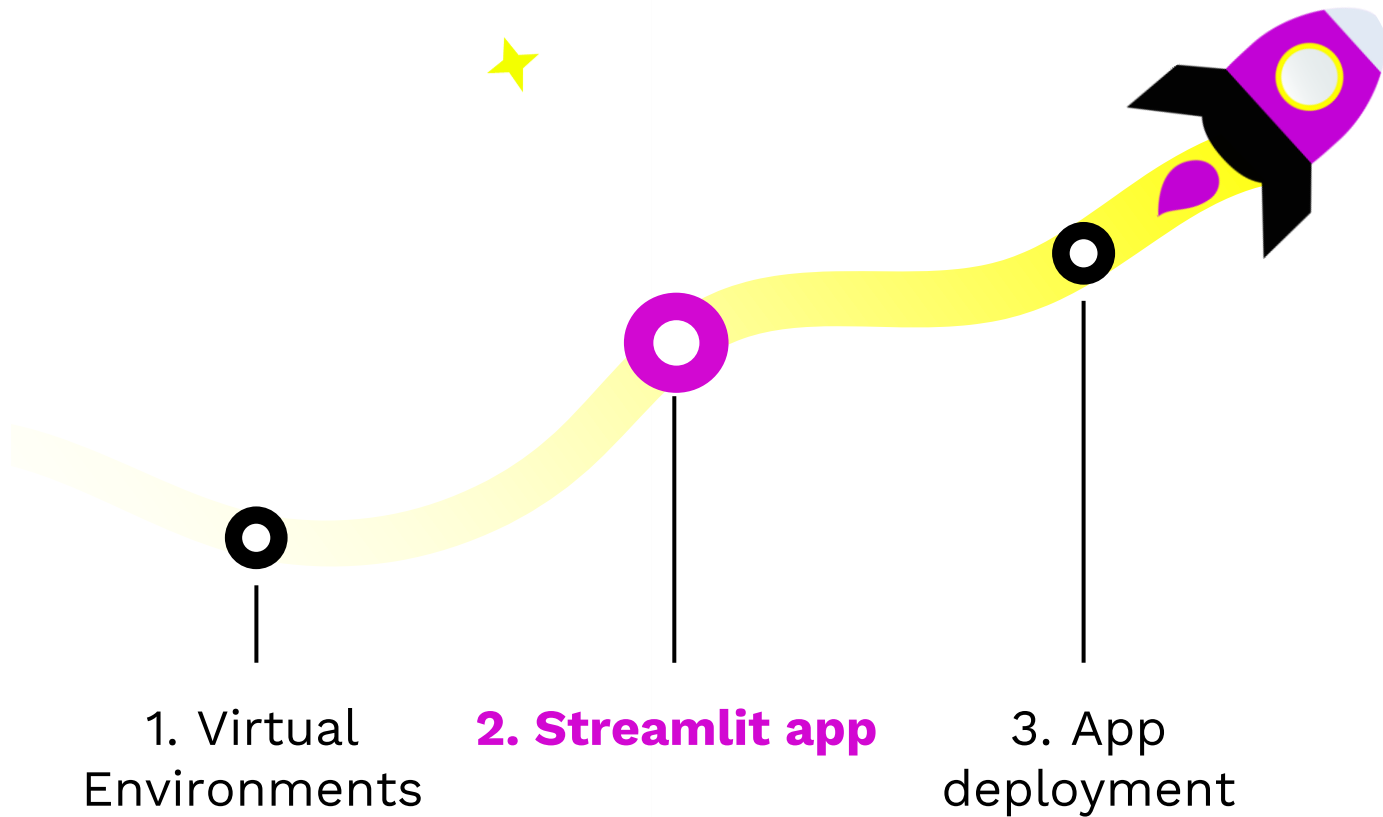 1. Virtual
Environments
2. Streamlit app
3. App
deployment